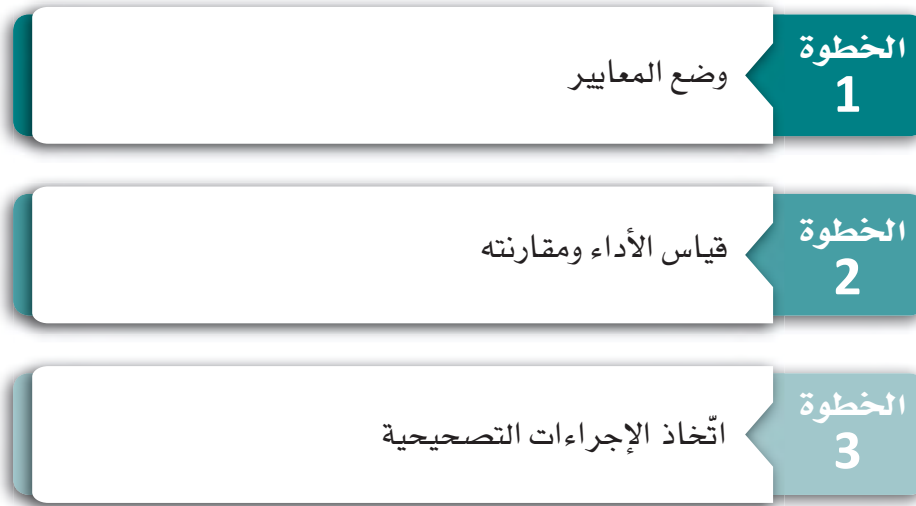 الخطوة
1
وضع المعايير
الخطوة
2
قياس الأداء ومقارنته
الخطوة
3
اتّخاذ الإجراءات التصحيحية